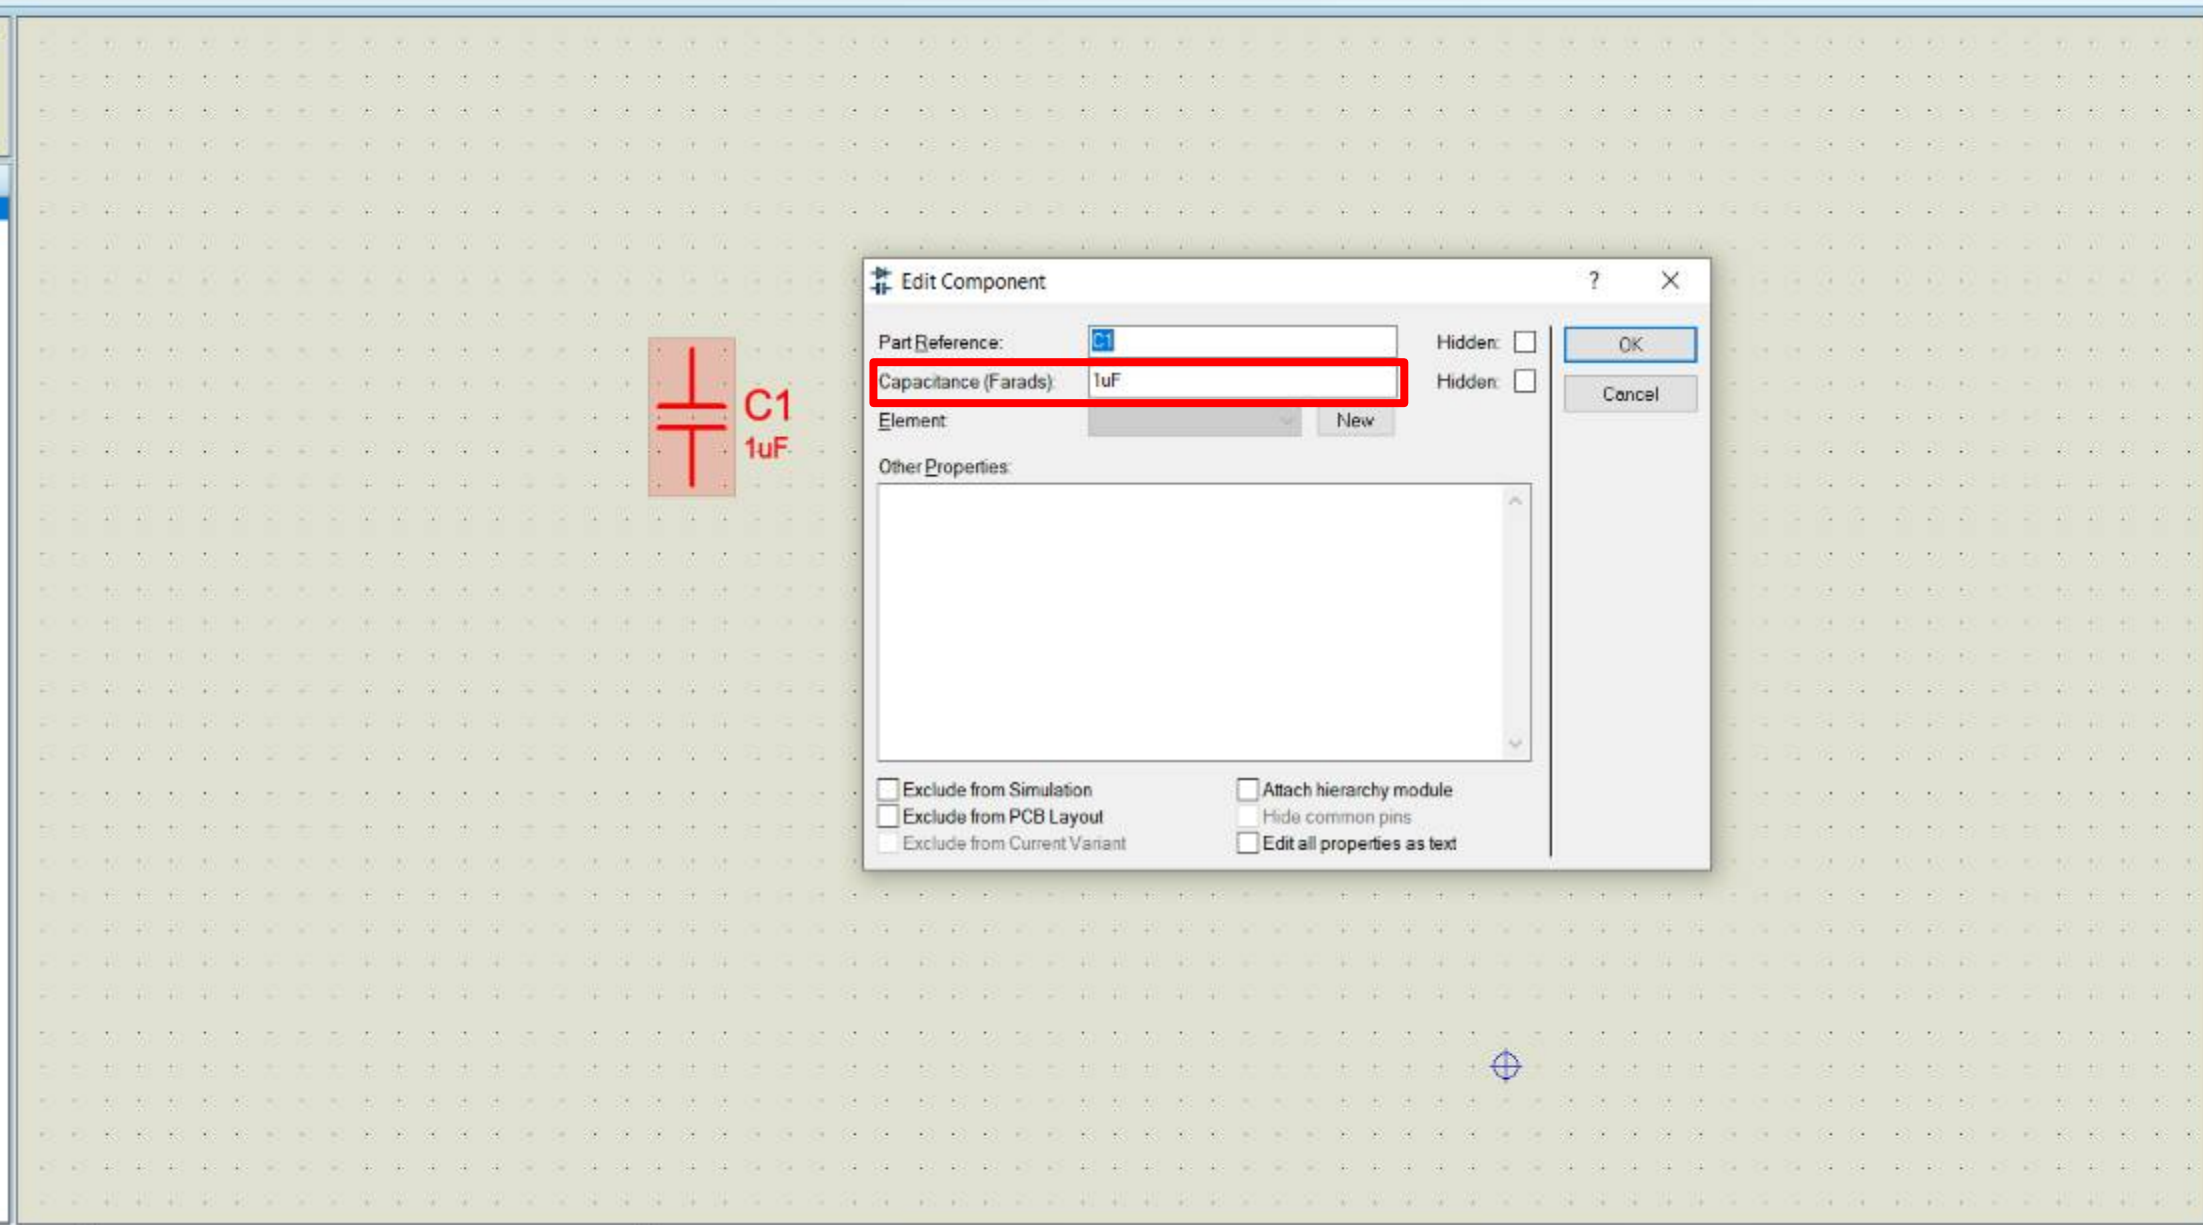 Edit Component
?
Part Reference:
C1
Hidden:
OK
Capacitance (Farads):
1uF
Hidden:
Cancel
C1
1uF
Element:
New
Other Properties:
Exclude from Simulation
Attach hierarchy module
Exclude from PCB Layout
Hide common pins
Exclude from Current Variant
Edit all properties as text